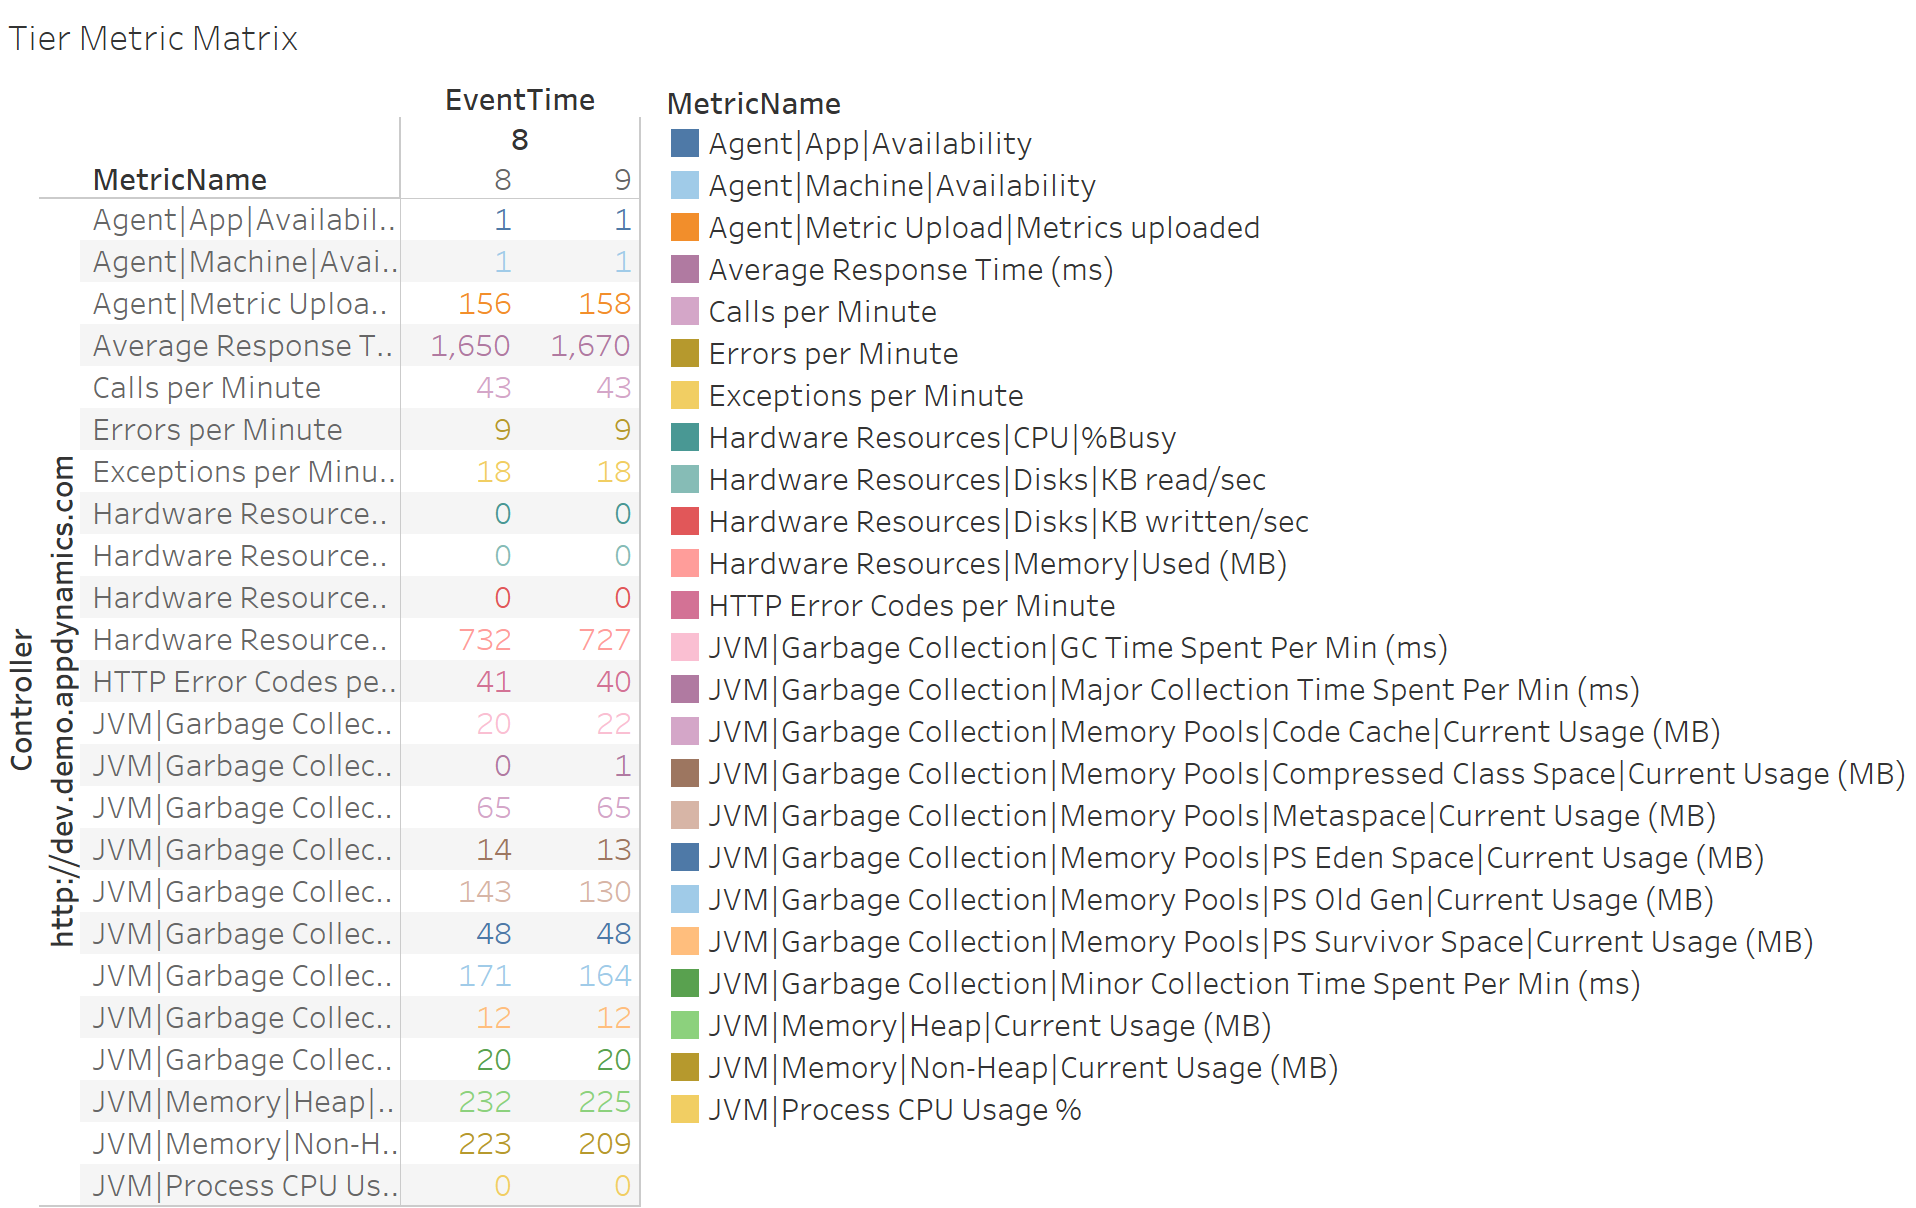 Tier Metric Matrix
EventTime
8
MetricName 8 9
Controller
http://dev.demo.appdynamics.com
Agent|App|Availabil.. 1 1
Agent|Machine|Avai.. 1 1
Agent|Metric Uploa.. 156 158
Average Response T.. 1,650 1,670
Calls per Minute 43 43
Errors per Minute 9 9
Exceptions per Minu.. 18 18
Hardware Resource.. 0 0
Hardware Resource.. 0 0
Hardware Resource.. 0 0
Hardware Resource.. 732 727
HTTP Error Codes pe.. 41 40
JVM|Garbage Collec.. 20 22
JVM|Garbage Collec.. 0 1
JVM|Garbage Collec.. 65 65
JVM|Garbage Collec.. 14 13
JVM|Garbage Collec.. 143 130
JVM|Garbage Collec.. 48 48
JVM|Garbage Collec.. 171 164
JVM|Garbage Collec.. 12 12
JVM|Garbage Collec.. 20 20
JVM|Memory|Heap|.. 232 225
JVM|Memory|Non-H.. 223 209
JVM|Process CPU Us.. 0 0
MetricName
Agent|App|Availability
Agent|Machine|Availability
Agent|Metric Upload|Metrics uploaded
Average Response Time (ms)
Calls per Minute
Errors per Minute
Exceptions per Minute
Hardware Resources|CPU|%Busy
Hardware Resources|Disks|KB read/sec
Hardware Resources|Disks|KB written/sec
Hardware Resources|Memory|Used (MB)
HTTP Error Codes per Minute
JVM|Garbage Collection|GC Time Spent Per Min (ms)
JVM|Garbage Collection|Major Collection Time Spent Per Min (ms)
JVM|Garbage Collection|Memory Pools|Code Cache|Current Usage (MB)
JVM|Garbage Collection|Memory Pools|Compressed Class Space|Current Usage (MB)
JVM|Garbage Collection|Memory Pools|Metaspace|Current Usage (MB)
JVM|Garbage Collection|Memory Pools|PS Eden Space|Current Usage (MB)
JVM|Garbage Collection|Memory Pools|PS Old Gen|Current Usage (MB)
JVM|Garbage Collection|Memory Pools|PS Survivor Space|Current Usage (MB)
JVM|Garbage Collection|Minor Collection Time Spent Per Min (ms)
JVM|Memory|Heap|Current Usage (MB)
JVM|Memory|Non-Heap|Current Usage (MB)
JVM|Process CPU Usage %